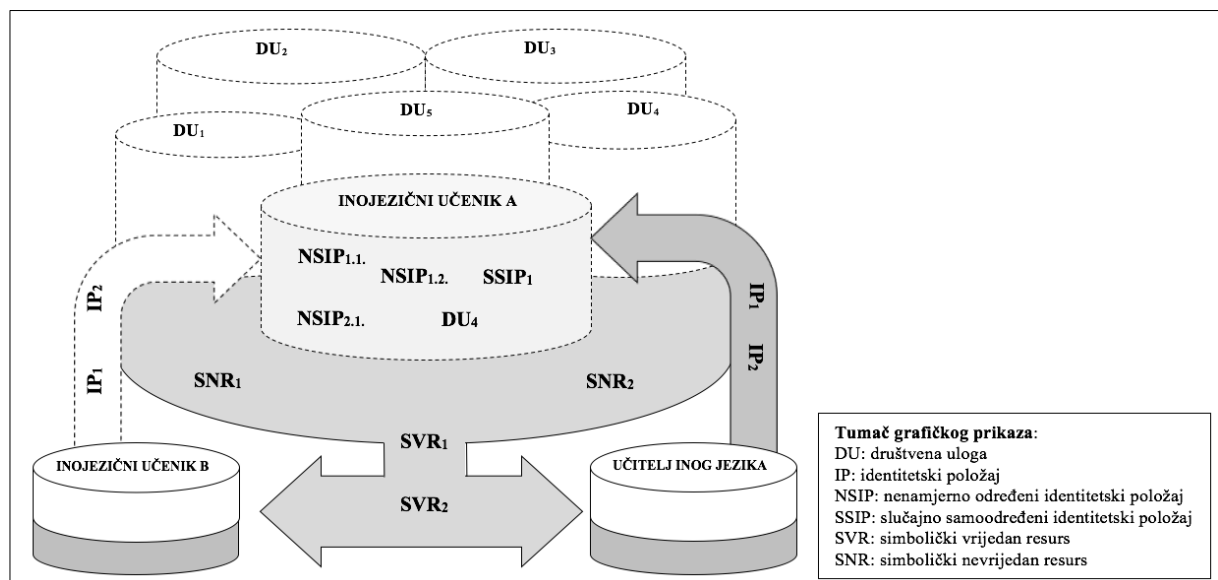 DU₂
DU₃
DU₁
DU₅
DU₄
INOJEZIČNI UČENIK A
NSIP₁.₁.
NSIP₁.₂.
SSIP₁
NSIP₂.₁.
DU₄
IP₂
IP₁
IP₁
IP₂
SNR₁
SNR₂
SVR₁
SVR₂
INOJEZIČNI UČENIK B
UČITELJ INOG JEZIKA
Tumač grafičkog prikaza:
DU: društvena uloga
IP: identitetski položaj
NSIP: nenamjerno određeni identitetski položaj
SSIP: slučajno samoodređeni identitetski položaj
SVR: simbolički vrijedan resurs
SNR: simbolički nevrijedan resurs